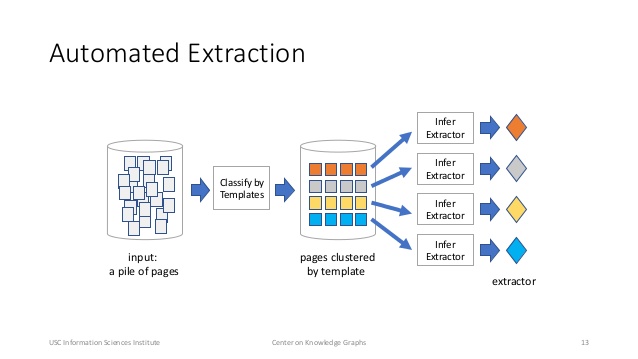 Automated Extraction
Infer
Extractor
Infer
Extractor
Classify by
Templates
Infer
Extractor
Infer
Extractor
input:
a pile of pages
pages clustered
by template
extractor
USC Information Sciences Institute
Center on Knowledge Graphs
13